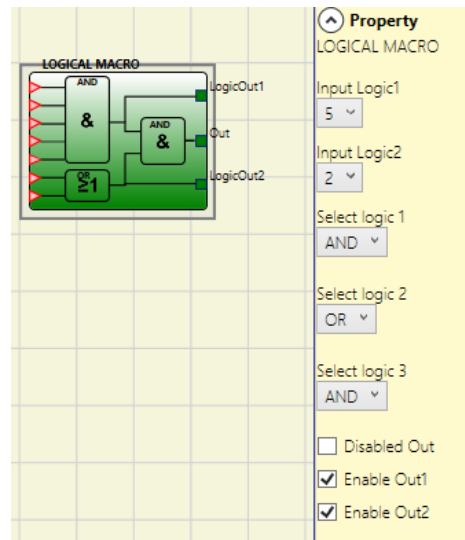 Property
LOGICAL MACRO
Input Logic1
5
Input Logic2
2
Select logic 1
AND
Select logic 2
OR
Select logic 3
AND
Disabled Out
Enable Out1
Enable Out2
LOGICAL MACRO
AND
&
LogicOut1
AND
&
Out
OR
≥1
LogicOut2